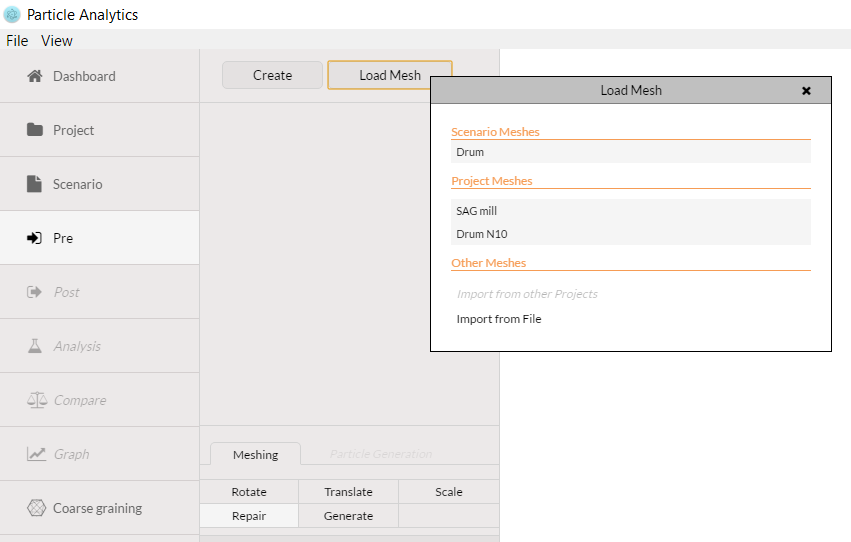 Particle Analytics
File View
Dashboard
Project
Scenario
Pre
Post
Analysis
Compare
Graph
Coarse graining
Create
Load Mesh
Load Mesh
Scenario Meshes
Drum
Project Meshes
SAG mill
Drum N10
Other Meshes
Import from other Projects
Import from File
Meshing Particle Generation
Rotate Translate Scale
Repair Generate